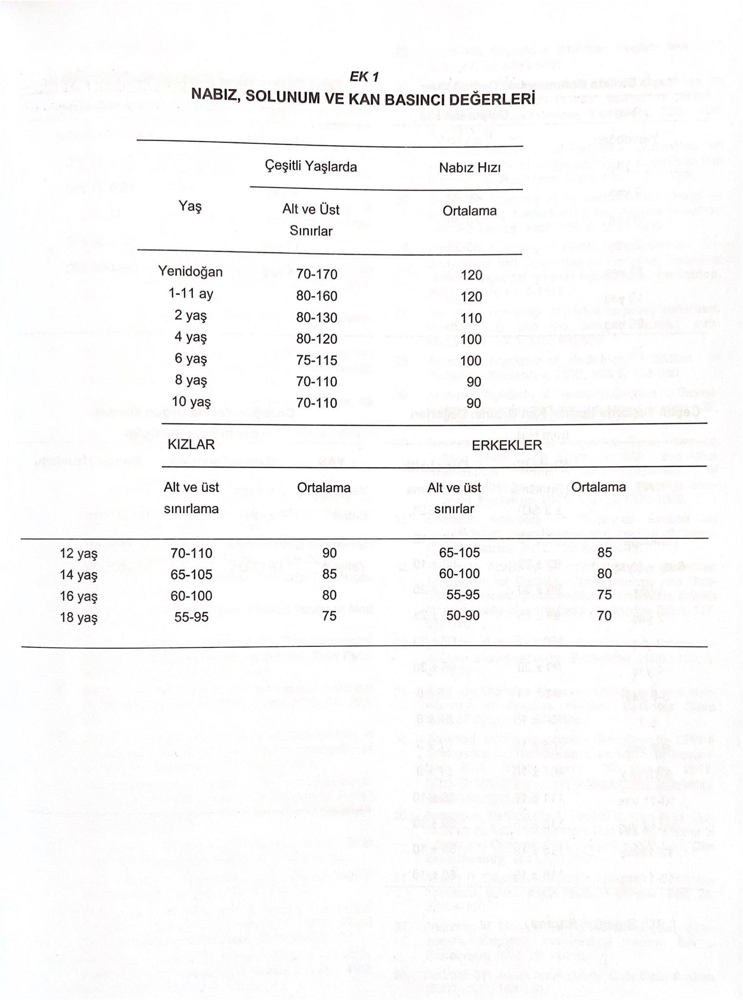 EK 1
NABIZ, SOLUNUM VE KAN BASINCI DEĞERLERİ
Çeşitli Yaşlarda Nabız Hızı
Yaş Alt ve Üst Ortalama
Sınırlar
Yenidoğan 70-170 120
1-11 ay 80-160 120
2 yaş 80-130 110
4 yaş 80-120 100
6 yaş 75-115 100
8 yaş 70-110 90
10 yaş 70-110 90
KIZLAR ERKEKLER
Alt ve üst Ortalama Alt ve üst Ortalama
sınırlama sınırlar
12 yaş 70-110 90 65-105 85
14 yaş 65-105 85 60-100 80
16 yaş 60-100 80 55-95 75
18 yaş 55-95 75 50-90 70